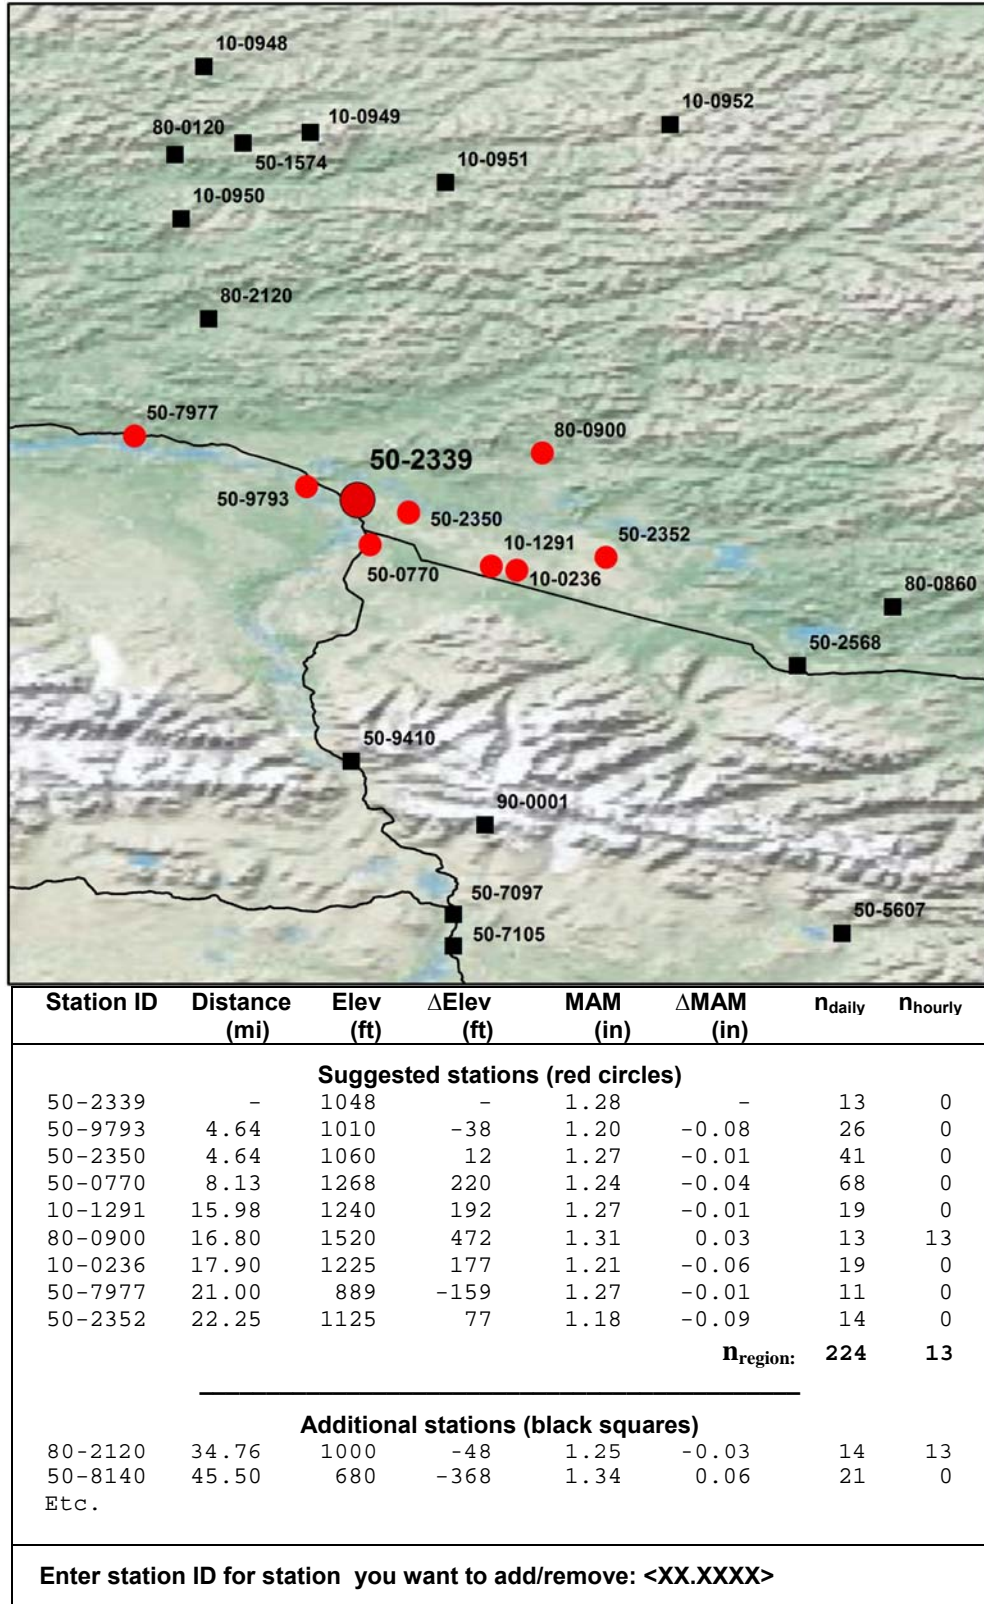 10-0948
10-0952
10-0949
80-0120
50-1574
10-0951
10-0950
80-2120
50-7977
80-0900
50-2339
50-9793
50-2350
50-2352
10-1291
50-0770
10-0236
80-0860
50-2568
50-9410
90-0001
50-7097
50-5607
50-7105
Station ID Distance (mi) Elev (ft) ΔElev (ft) MAM (in) ΔMAM (in) ndaily nhourly
Suggested stations (red circles)
50-2339 - 1048 - 1.28 - 13 0
50-9793 4.64 1010 -38 1.20 -0.08 26 0
50-2350 4.64 1060 12 1.27 -0.01 41 0
50-0770 8.13 1268 220 1.24 -0.04 68 0
10-1291 15.98 1240 192 1.27 -0.01 19 0
80-0900 16.80 1520 472 1.31 0.03 13 13
10-0236 17.90 1225 177 1.21 -0.06 19 0
50-7977 21.00 889 -159 1.27 -0.01 11 0
50-2352 22.25 1125 77 1.18 -0.09 14 0
nregion: 224 13
Additional stations (black squares)
80-2120 34.76 1000 -48 1.25 -0.03 14 13
50-8140 45.50 680 -368 1.34 0.06 21 0
Etc.
Enter station ID for station you want to add/remove: <XX.XXXX>